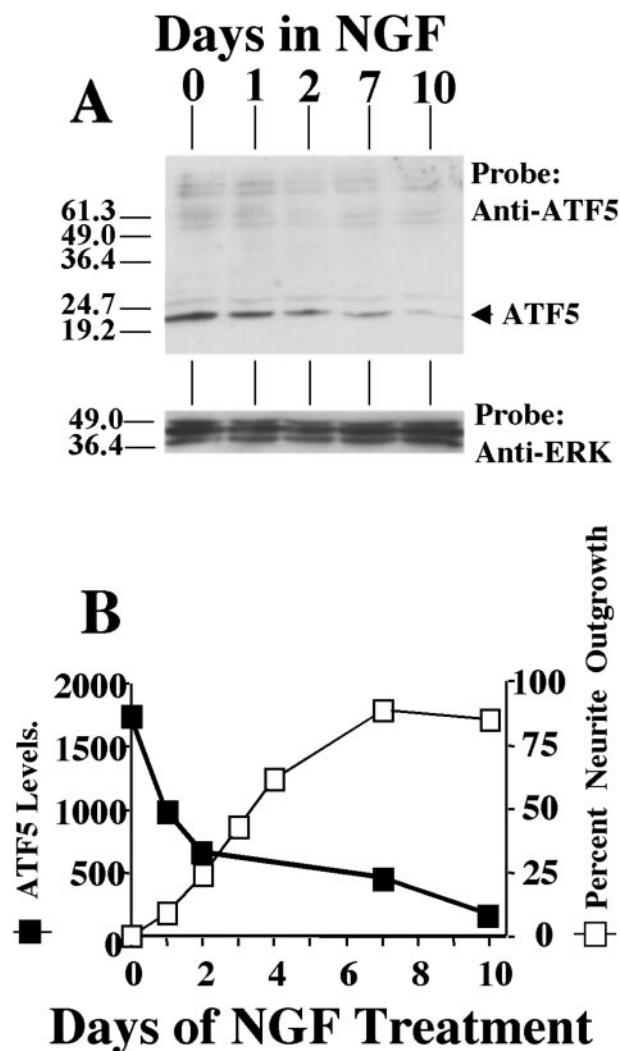 Days in NGF
A
0 1 2 7 10
Probe:
Anti-ATF5
61.3
49.0
36.4
24.7
19.2
ATF5
49.0
36.4
Probe:
Anti-ERK
B
ATF5 Levels.
2000
1500
1000
500
0
100
75
50
25
0
Percent Neurite Outgrowth
0 2 4 6 8 10
Days of NGF Treatment